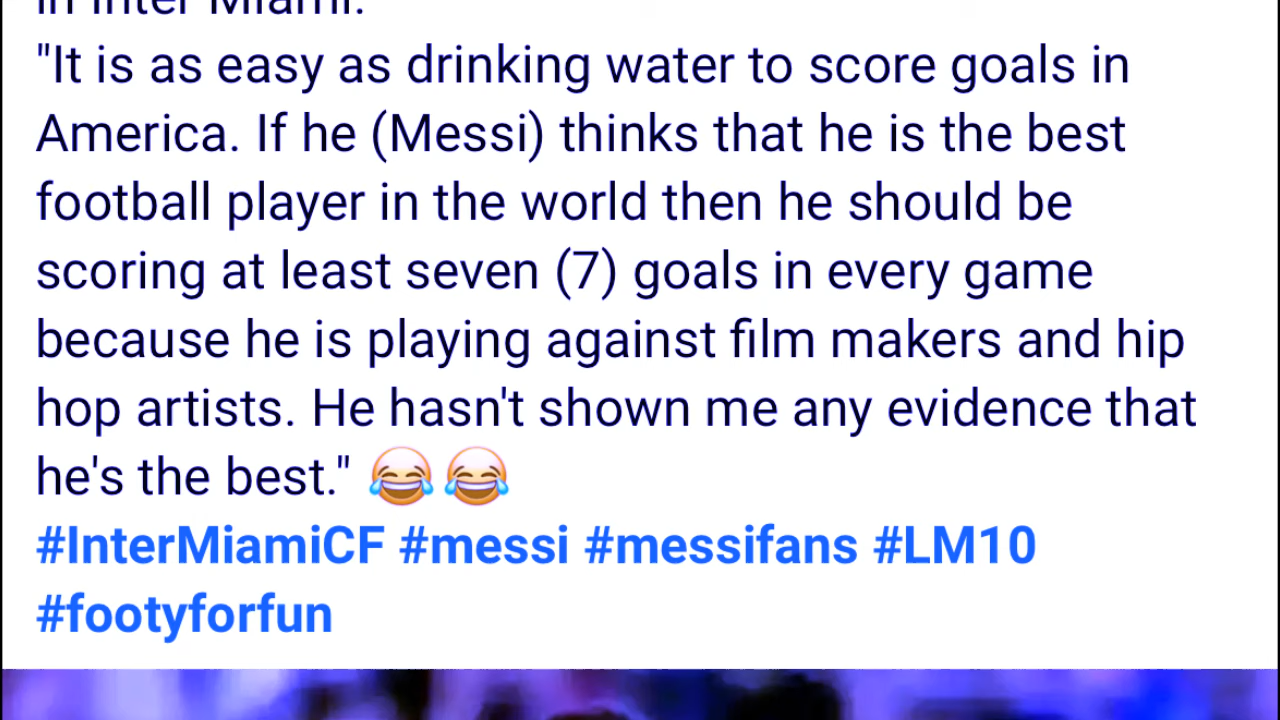 in Inter Miami.
"It is as easy as drinking water to score goals in
America. If he (Messi) thinks that he is the best
football player in the world then he should be
scoring at least seven (7) goals in every game
because he is playing against film makers and hip
hop artists. He hasn't shown me any evidence that
he's the best." 😂😂
#InterMiamiCF #messi #messifans #LM10
#footyforfun